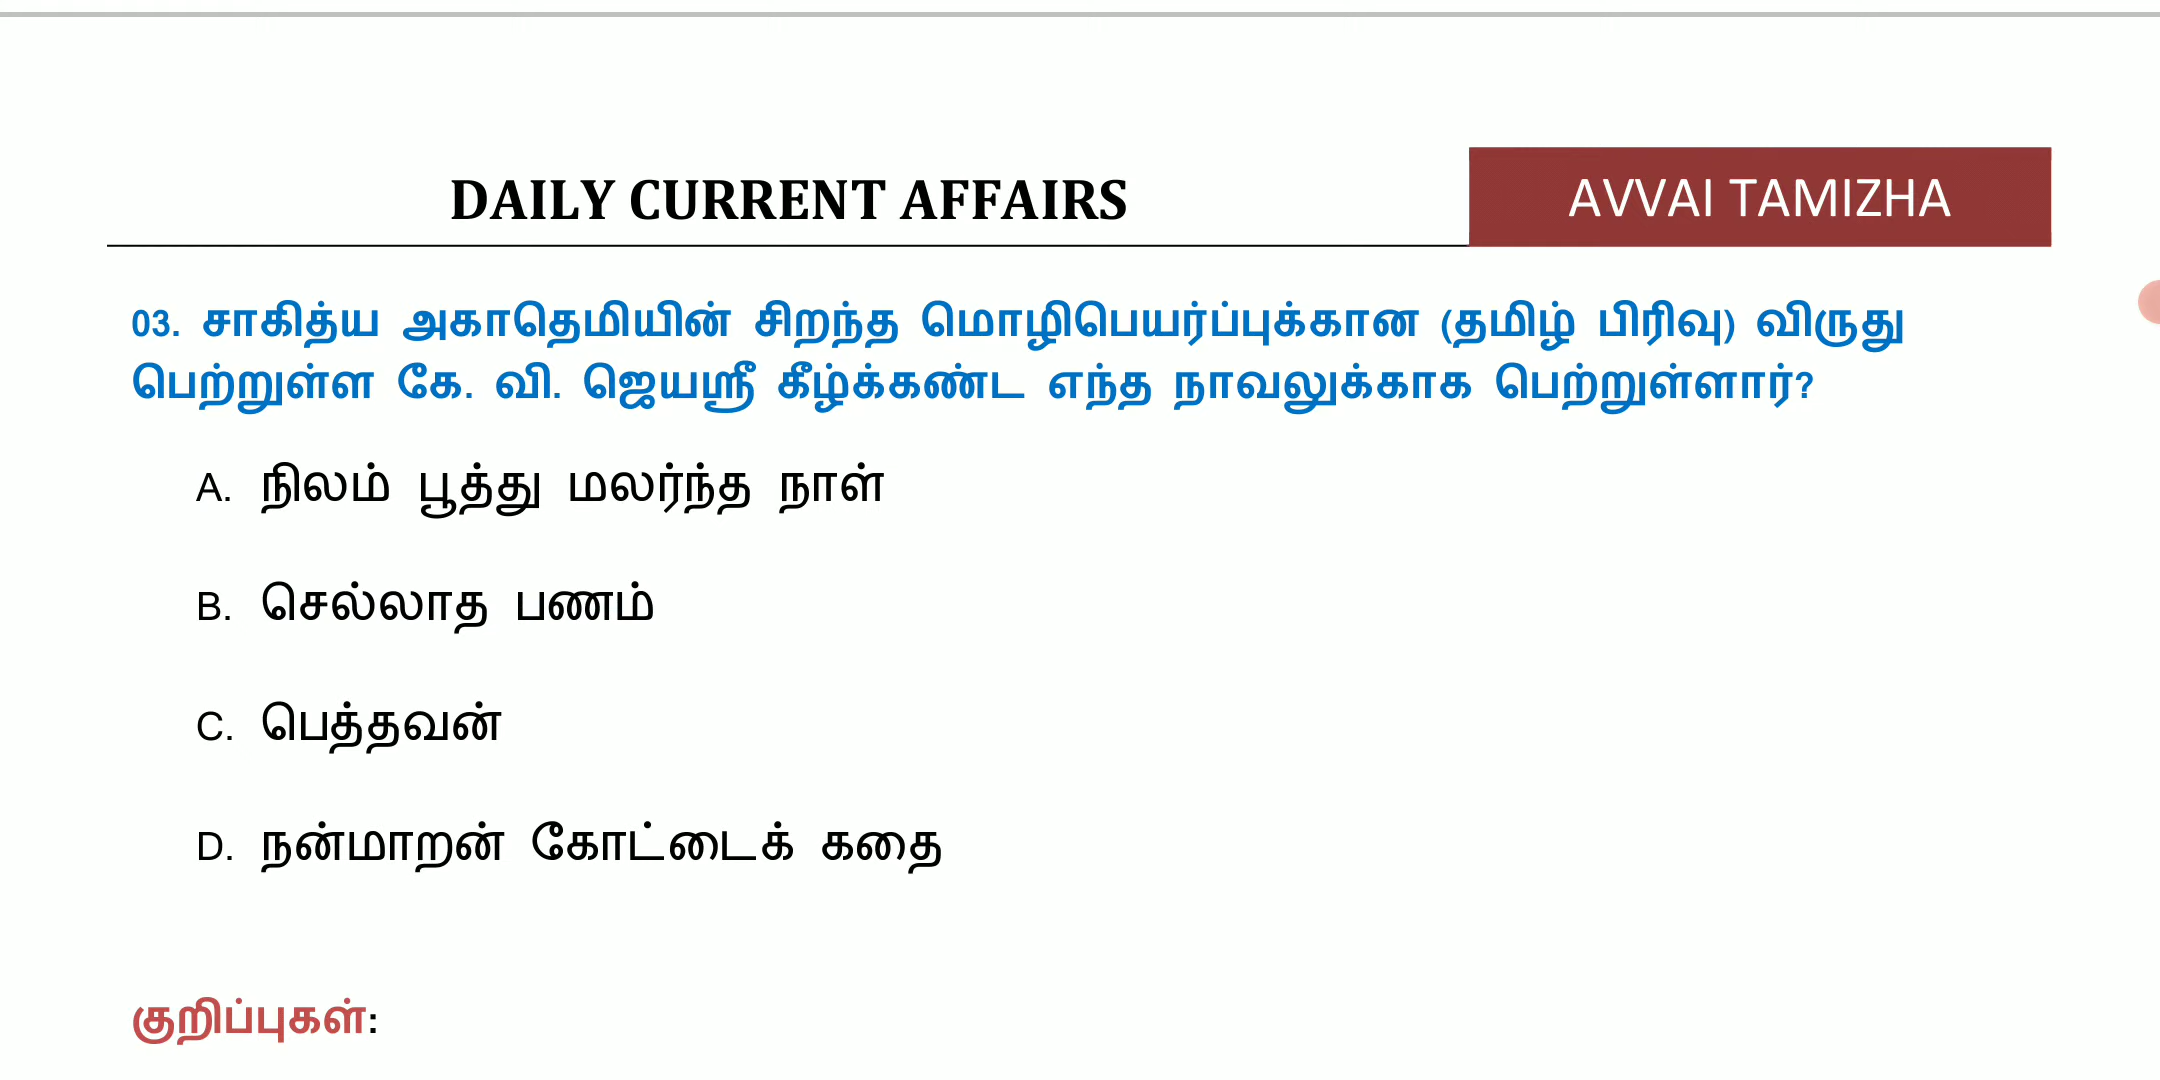 DAILY CURRENT AFFAIRS
AVVAI TAMIZHA
03. சாகித்ய அகாதெமியின் சிறந்த மொழிபெயர்ப்புக்கான (தமிழ் பிரிவு) விருது
பெற்றுள்ள கே. வி. ஜெயஸ்ரீ கீழ்க்கண்ட எந்த நாவலுக்காக பெற்றுள்ளார்?
A. நிலம் பூத்து மலர்ந்த நாள்
B. செல்லாத பணம்
C. பெத்தவன்
D. நன்மாறன் கோட்டைக் கதை
குறிப்புகள்: